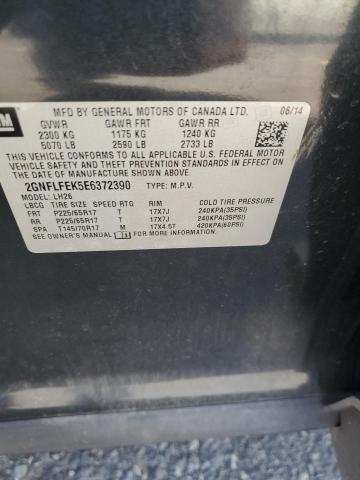 GM
MFD BY GENERAL MOTORS OF CANADA LTD. 06/14
GVWR GAWR FRT GAWR RR
2300 KG 1175 KG 1240 KG
5070 LB 2590 LB 2733 LB
THIS VEHICLE CONFORMS TO ALL APPLICABLE U.S. FEDERAL MOTOR
VEHICLE SAFETY AND THEFT PREVENTION STANDARDS IN EFFECT ON
THE DATE OF MANUFACTURE SHOWN ABOVE.
2GNFLFEK5E6372390 TYPE: M.P.V.
MODEL: LH26
LBCG TIRE SIZE SPEED RTG RIM COLD TIRE PRESSURE
FRT P225/65R17 T 17X7J 240KPA(35PSI)
RR P225/65R17 T 17X7J 240KPA(35PSI)
SPA T145/70R17 M 17X4.5T 420KPA(60PSI)
SEE OWNER'S MANUAL FOR MORE INFORMATION.